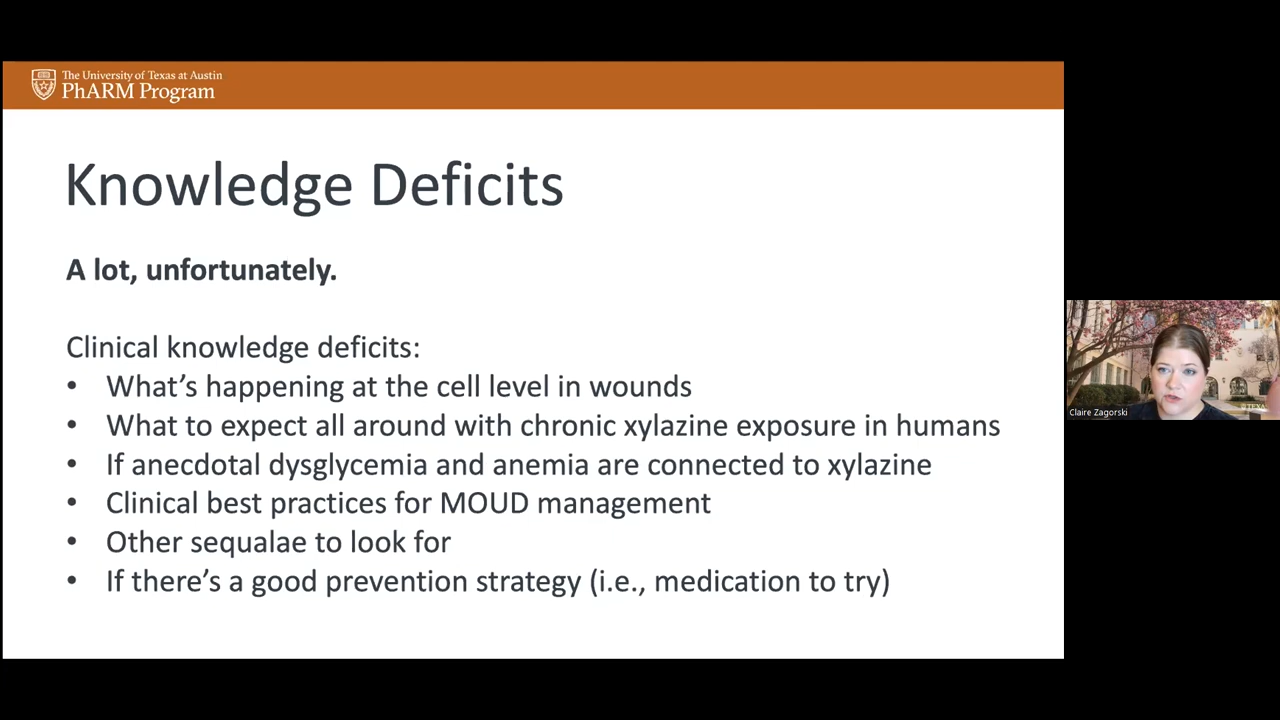 The University of Texas at Austin
PhARM Program
Knowledge Deficits
A lot, unfortunately.
Clinical knowledge deficits:
• What's happening at the cell level in wounds
• What to expect all around with chronic xylazine exposure in humans
• If anecdotal dysglycemia and anemia are connected to xylazine
• Clinical best practices for MOUD management
• Other sequalae to look for
• If there's a good prevention strategy (i.e., medication to try)
Claire Zagorski